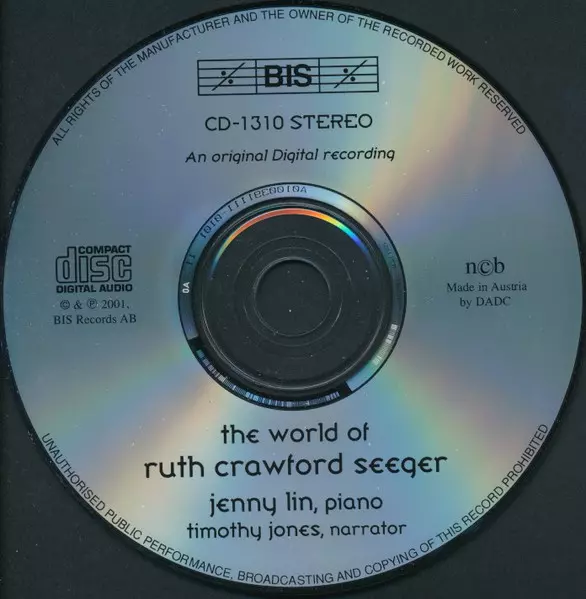 ALL RIGHTS OF THE MANUFACTURER AND THE OWNER OF THE RECORDED WORK RESERVED
BIS
CD-1310 STEREO
An original Digital recording
COMPACT
disc
DIGITAL AUDIO
© & ℗ 2001,
BIS Records AB
ncb
Made in Austria
by DADC
the world of
ruth crawford seeger
jenny lin, piano
timothy jones, narrator
UNAUTHORISED PUBLIC PERFORMANCE, BROADCASTING AND COPYING OF THIS RECORD PROHIBITED